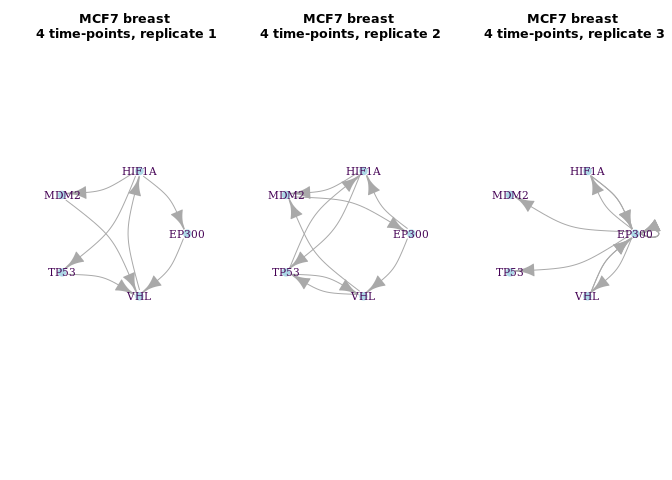 MCF7 breast
4 time-points, replicate 1
HIF1A
MDM2
EP300
TP53
VHL
MCF7 breast
4 time-points, replicate 2
HIF1A
MDM2
EP300
TP53
VHL
MCF7 breast
4 time-points, replicate 3
HIF1A
MDM2
EP300
TP53
VHL